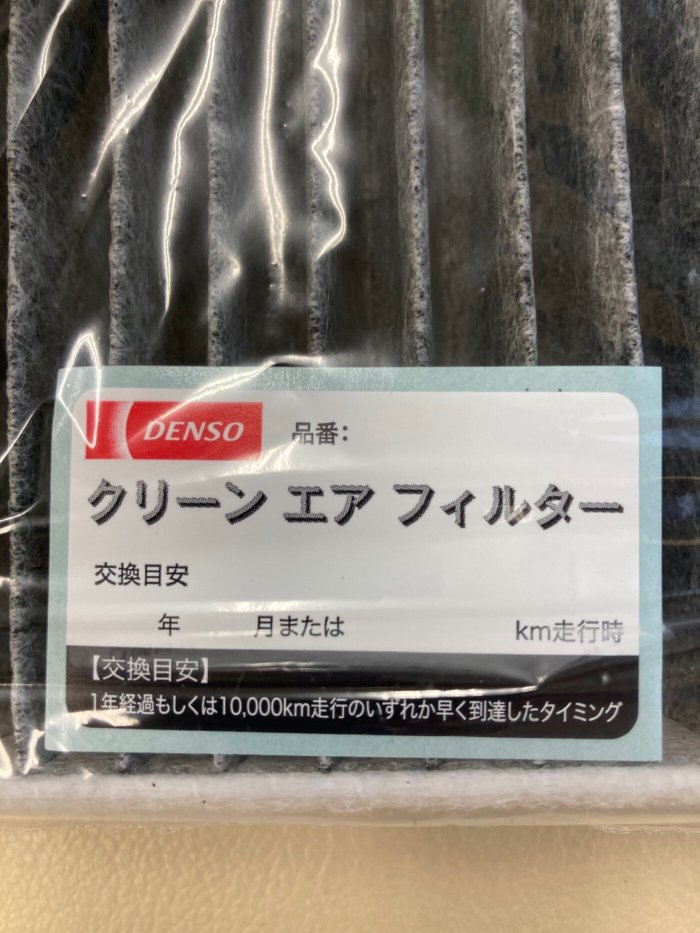 DENSO 品番:
クリーン エア フィルター
交換目安
年 月または km走行時
【交換目安】
1年経過もしくは10,000km走行のいずれか早く到達したタイミング